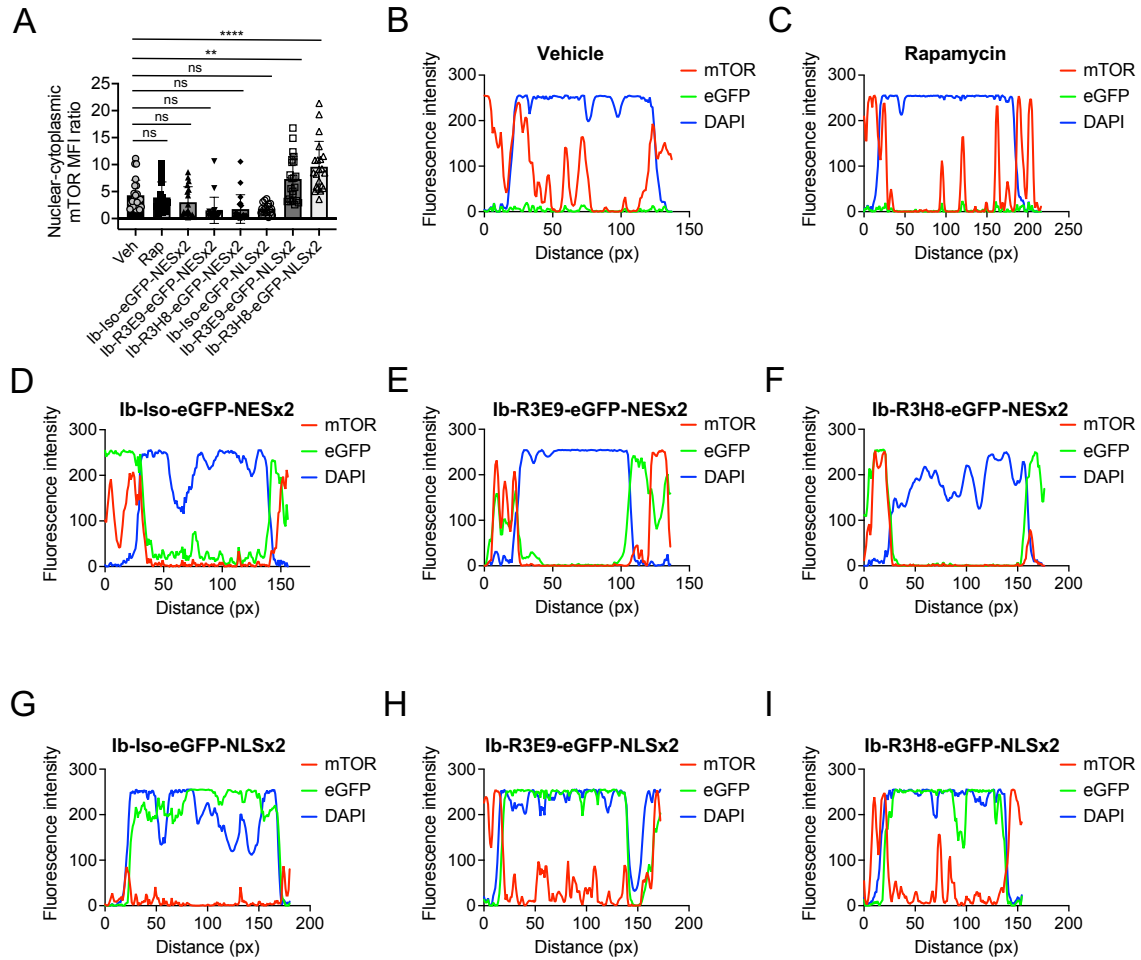 A
****
**
ns
ns
ns
ns
ns
Nuclear-cytoplasmic
mTOR MFI ratio
25
20
15
10
5
0
Veh
Rap
Ib-Iso-eGFP-NESx2
Ib-R3E9-eGFP-NESx2
Ib-R3H8-eGFP-NESx2
Ib-Iso-eGFP-NLSx2
Ib-R3E9-eGFP-NLSx2
Ib-R3H8-eGFP-NLSx2
B
Vehicle
Fluorescence intensity
300
200
100
0
0 50 100 150
Distance (px)
mTOR
eGFP
DAPI
C
Rapamycin
Fluorescence intensity
300
200
100
0
0 50 100 150 200 250
Distance (px)
mTOR
eGFP
DAPI
D
Ib-Iso-eGFP-NESx2
Fluorescence intensity
300
200
100
0
0 50 100 150
Distance (px)
mTOR
eGFP
DAPI
E
Ib-R3E9-eGFP-NESx2
Fluorescence intensity
300
200
100
0
0 50 100 150
Distance (px)
mTOR
eGFP
DAPI
F
Ib-R3H8-eGFP-NESx2
Fluorescence intensity
300
200
100
0
0 50 100 150 200
Distance (px)
mTOR
eGFP
DAPI
G
Ib-Iso-eGFP-NLSx2
Fluorescence intensity
300
200
100
0
0 50 100 150 200
Distance (px)
mTOR
eGFP
DAPI
H
Ib-R3E9-eGFP-NLSx2
Fluorescence intensity
300
200
100
0
0 50 100 150 200
Distance (px)
mTOR
eGFP
DAPI
I
Ib-R3H8-eGFP-NLSx2
Fluorescence intensity
300
200
100
0
0 50 100 150 200
Distance (px)
mTOR
eGFP
DAPI